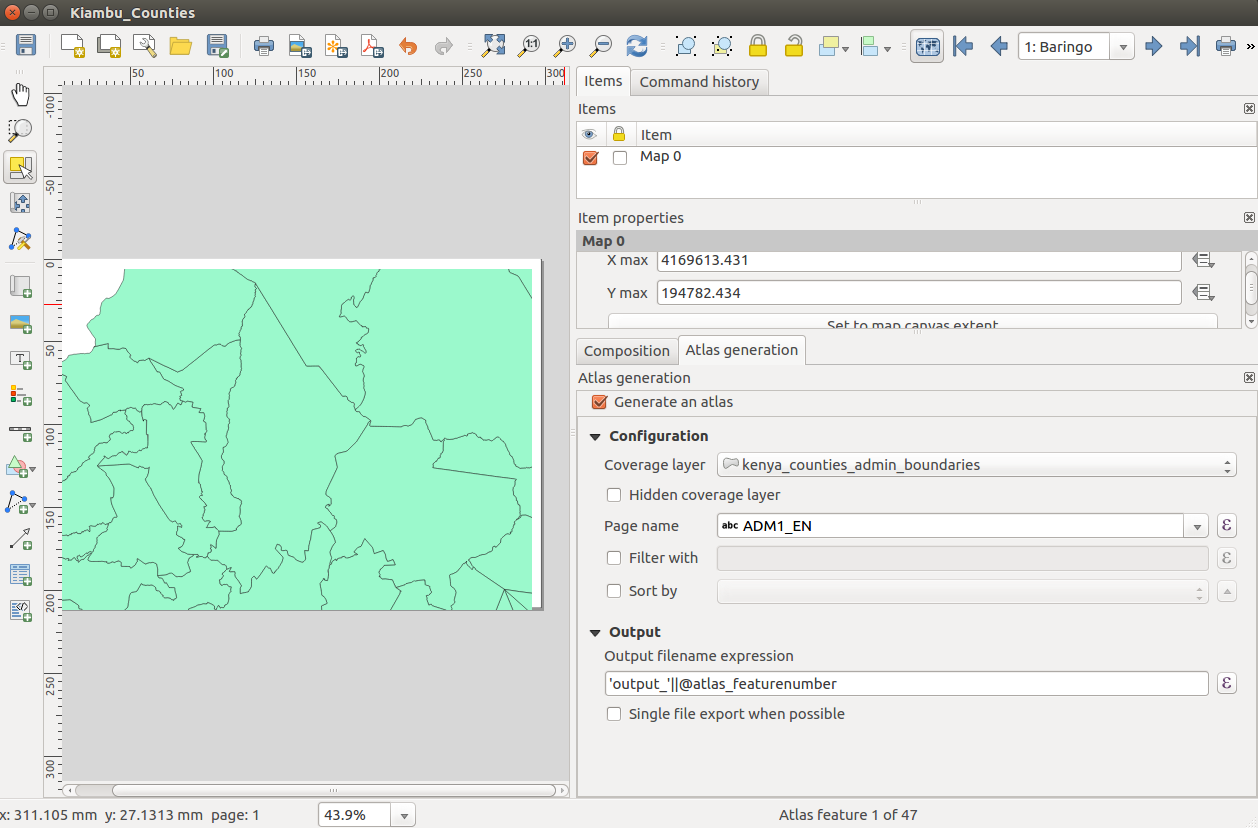 Kiambu_Counties
1:1
1: Baringo
»
50 100 150 200 250 300
-100
-50
0
50
100
150
200
250
300
Items Command history
Items
Item
Map 0
Item properties
Map 0
X max 4169613.431
Y max 194782.434
Set to map canvas extent
Composition Atlas generation
Atlas generation
Generate an atlas
Configuration
Coverage layer kenya_counties_admin_boundaries
Hidden coverage layer
Page name abc ADM1_EN ε
Filter with ε
Sort by
Output
Output filename expression
'output_'||@atlas_featurenumber ε
Single file export when possible
x: 311.105 mm y: 27.1313 mm page: 1 43.9% Atlas feature 1 of 47